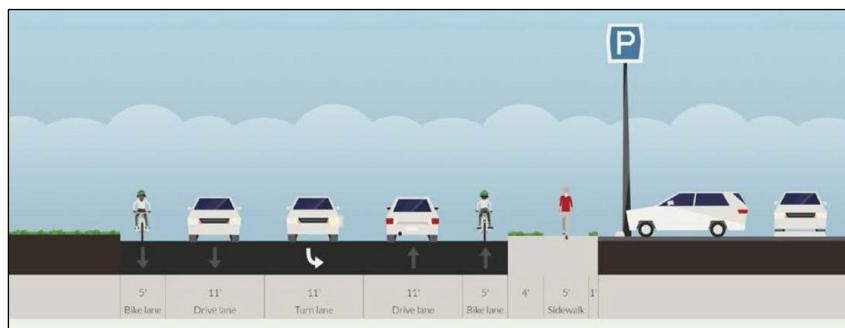 P
5' 11' 11' 11' 5' 4' 5' 1'
Bike lane Drive lane Turn lane Drive lane Bike lane Sidewalk